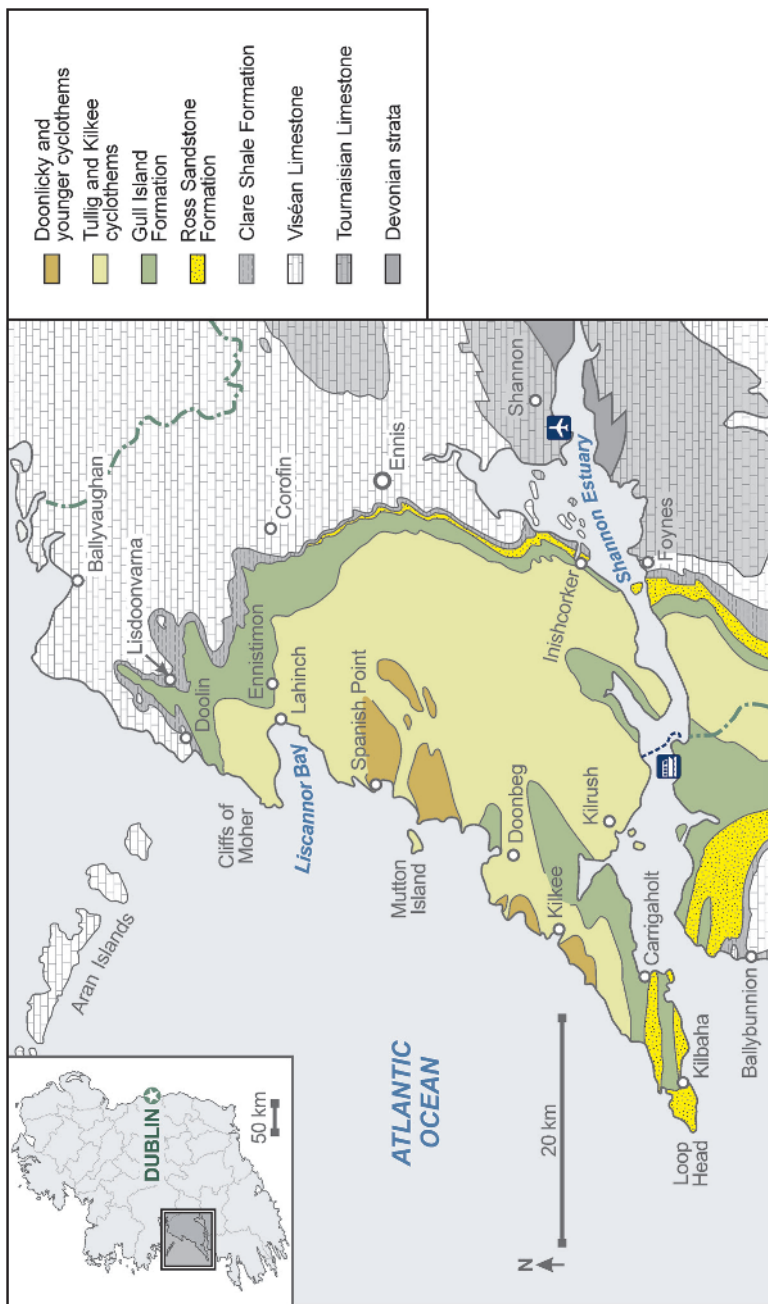 Doonlicky and
younger cyclothems
Tullig and Kilkee
cyclothems
Gull Island
Formation
Ross Sandstone
Formation
Clare Shale Formation
Viséan Limestone
Tournaisian Limestone
Devonian strata
DUBLIN
50 km
Aran Islands
Ballyvaughan
Lisdoonvarna
Doolin
Cliffs of
Moher
Ennistimon
Lahinch
Corofin
Liscannor Bay
Spanish Point
Ennis
Mutton
Island
Doonbeg
Kilkee
Kilrush
Inishcorker
Shannon
Shannon Estuary
Foynes
ATLANTIC
OCEAN
Carrigaholt
Kilbaha
Loop
Head
Ballybunnion
20 km
N